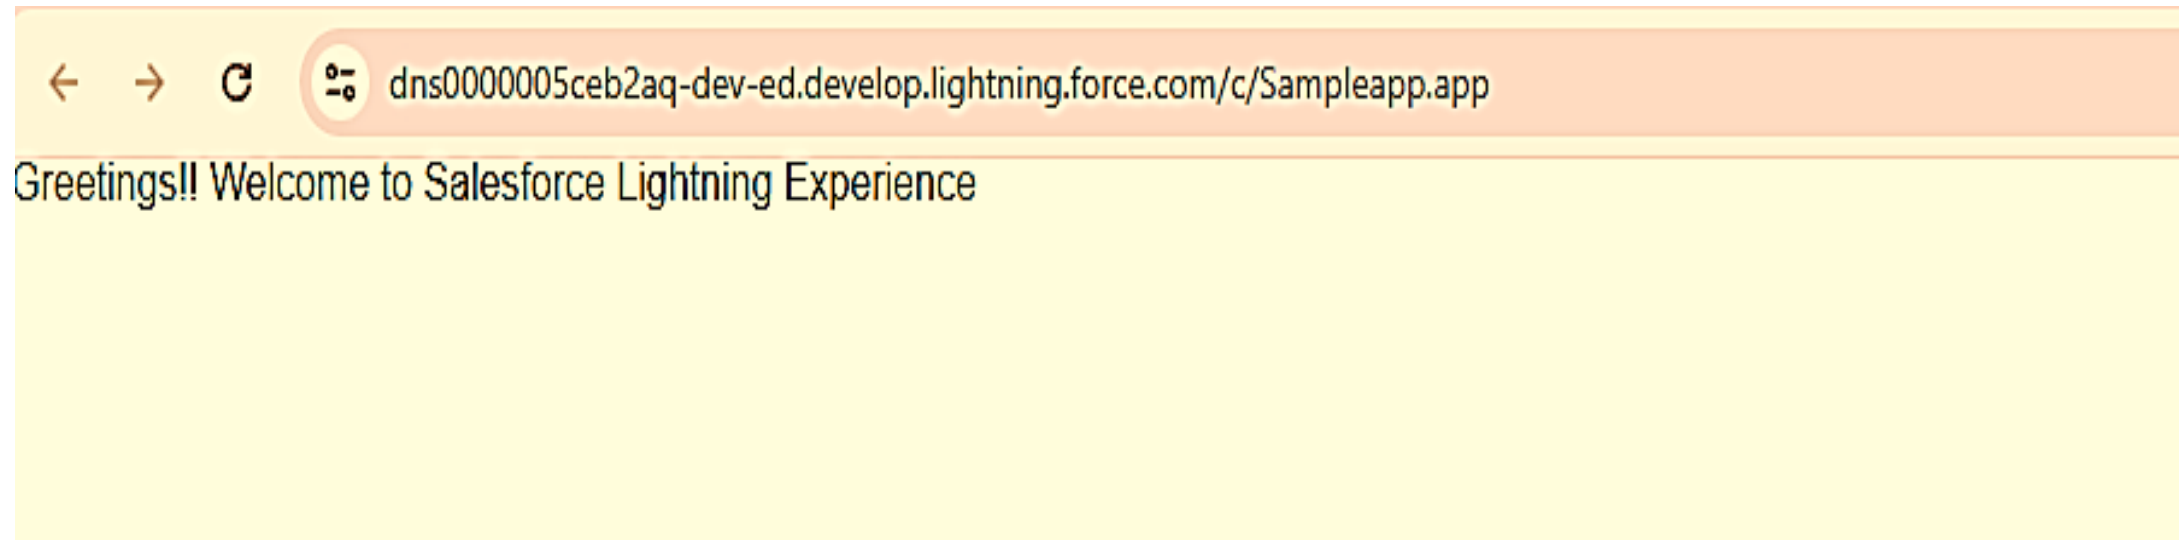 dns0000005ceb2aq-dev-ed.develop.lightning.force.com/c/Sampleapp.app
Greetings!! Welcome to Salesforce Lightning Experience